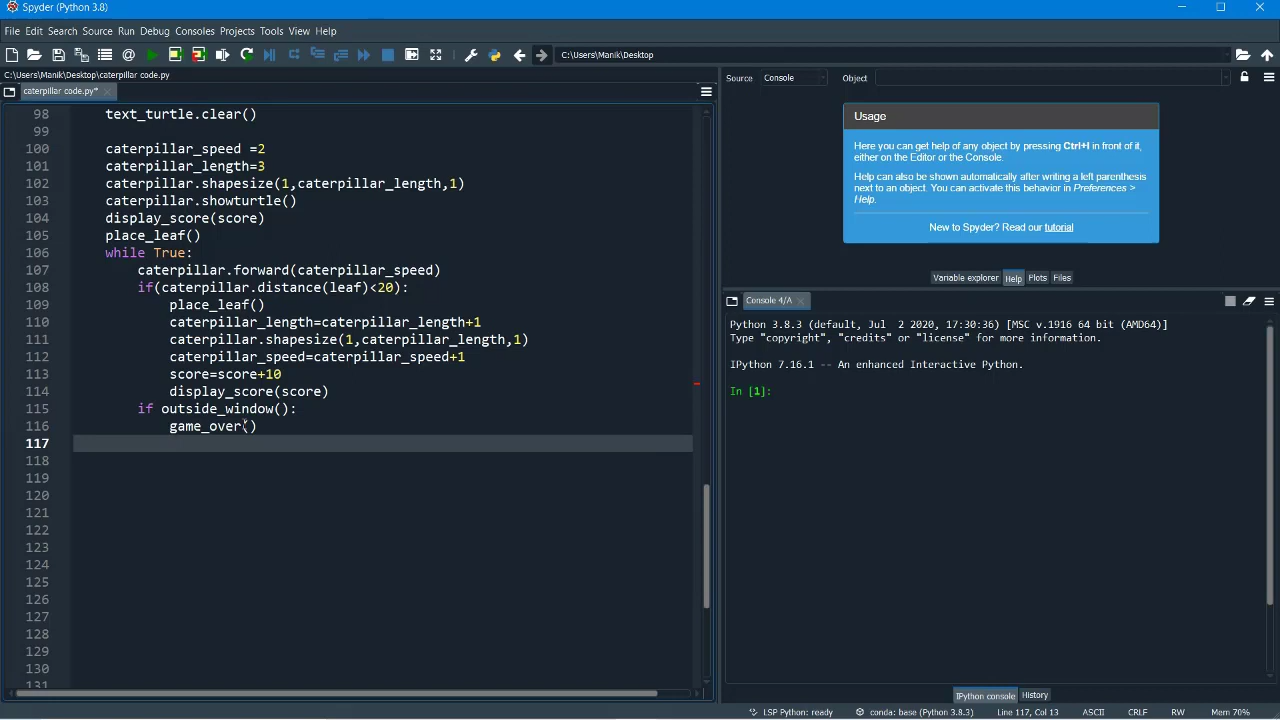 Spyder (Python 3.8)
File Edit Search Source Run Debug Consoles Projects Tools View Help
C:\Users\Manik\Desktop
C:\Users\Manik\Desktop\caterpillar code.py
caterpillar code.py*
Source Console Object
98 text_turtle.clear()
99
100 caterpillar_speed =2
101 caterpillar_length=3
102 caterpillar.shapesize(1,caterpillar_length,1)
103 caterpillar.showturtle()
104 display_score(score)
105 place_leaf()
106 while True:
107 caterpillar.forward(caterpillar_speed)
108 if(caterpillar.distance(leaf)<20):
109 place_leaf()
110 caterpillar_length=caterpillar_length+1
111 caterpillar.shapesize(1,caterpillar_length,1)
112 caterpillar_speed=caterpillar_speed+1
113 score=score+10
114 display_score(score)
115 if outside_window():
116 game_over()
117
118
119
120
121
122
123
124
125
126
127
128
129
130
131
Usage
Here you can get help of any object by pressing Ctrl+I in front of it,
either on the Editor or the Console.
Help can also be shown automatically after writing a left parenthesis
next to an object. You can activate this behavior in Preferences >
Help.
New to Spyder? Read our tutorial
Variable explorer Help Plots Files
Console 4/A
Python 3.8.3 (default, Jul 2 2020, 17:30:36) [MSC v.1916 64 bit (AMD64)]
Type "copyright", "credits" or "license" for more information.
IPython 7.16.1 -- An enhanced Interactive Python.
In [1]:
IPython console History
LSP Python: ready conda: base (Python 3.8.3) Line 117, Col 13 ASCII CRLF RW Mem 70%